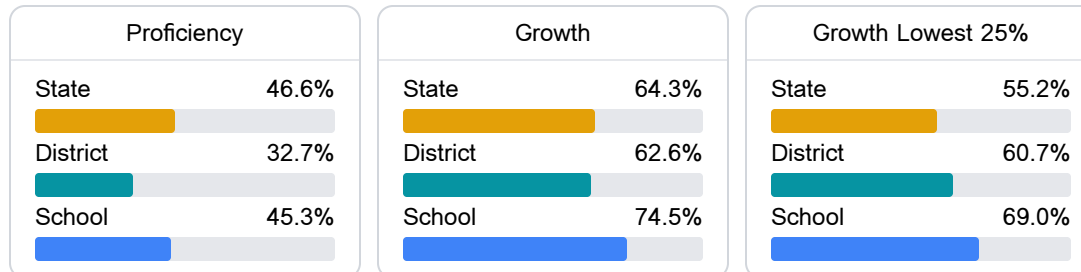 Proficiency
State 46.6%
District 32.7%
School 45.3%
Growth
State 64.3%
District 62.6%
School 74.5%
Growth Lowest 25%
State 55.2%
District 60.7%
School 69.0%